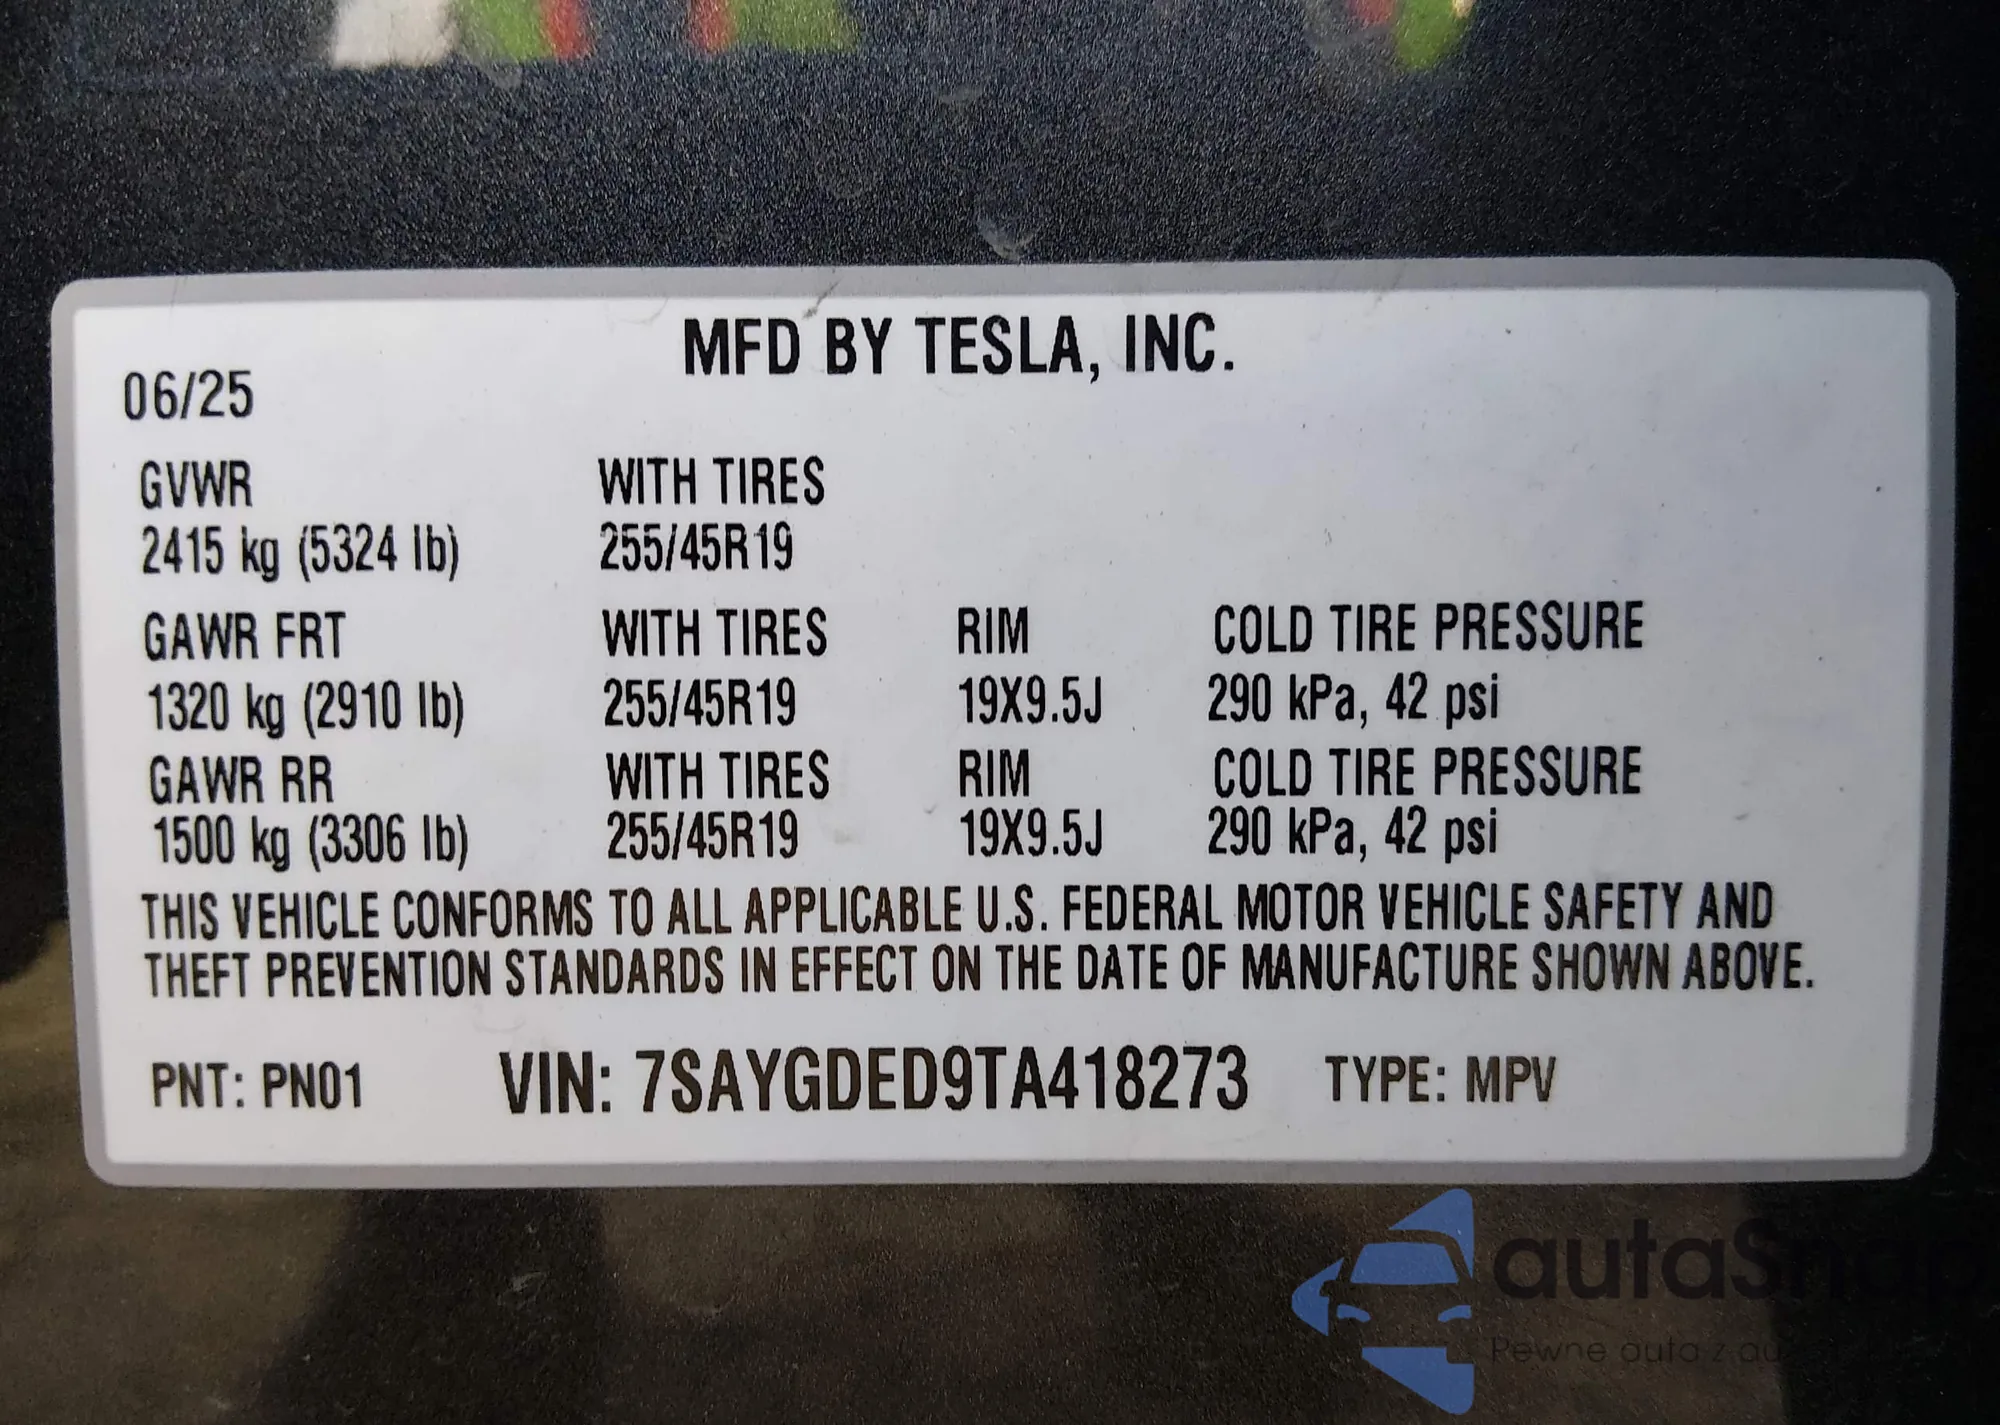 MFD BY TESLA, INC.
06/25
GVWR WITH TIRES
2415 kg (5324 lb) 255/45R19
GAWR FRT WITH TIRES RIM COLD TIRE PRESSURE
1320 kg (2910 lb) 255/45R19 19X9.5J 290 kPa, 42 psi
GAWR RR WITH TIRES RIM COLD TIRE PRESSURE
1500 kg (3306 lb) 255/45R19 19X9.5J 290 kPa, 42 psi
THIS VEHICLE CONFORMS TO ALL APPLICABLE U.S. FEDERAL MOTOR VEHICLE SAFETY AND
THEFT PREVENTION STANDARDS IN EFFECT ON THE DATE OF MANUFACTURE SHOWN ABOVE.
PNT: PN01 VIN: 7SAYGDED9TA418273 TYPE: MPV
autaSnap
Pewne auta z